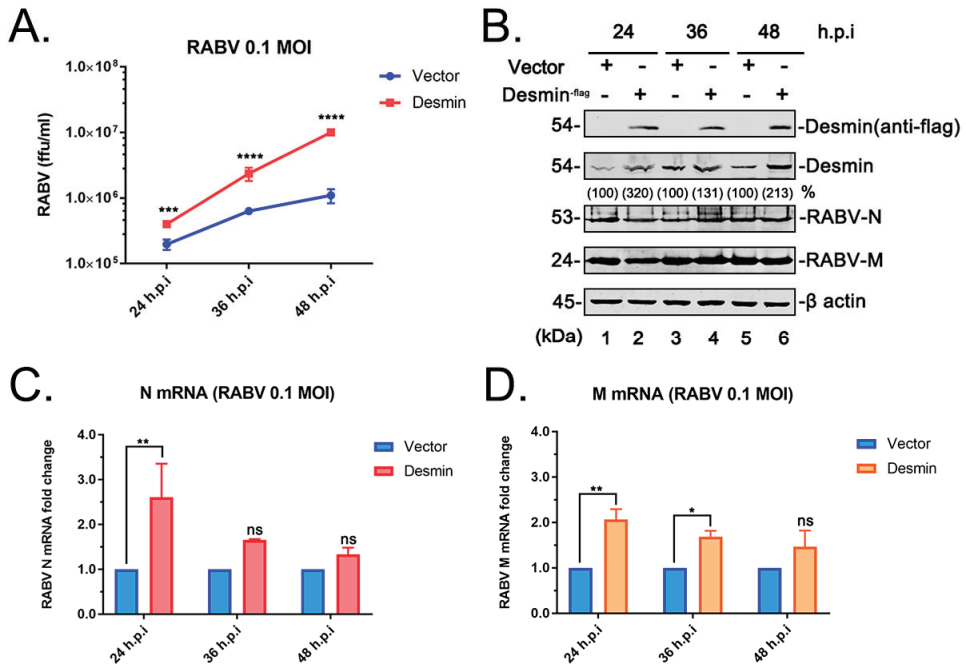 A.
RABV 0.1 MOI
RABV (ffu/ml)
1.0×10⁸
1.0×10⁷
1.0×10⁶
1.0×10⁵
Vector
Desmin
***
****
****
24 h.p.i
36 h.p.i
48 h.p.i
B.
24 36 48 h.p.i
Vector + - + - + -
Desmin-flag - + - + - +
54- -Desmin(anti-flag)
54- -Desmin
(100) (320) (100) (131) (100) (213) %
53- -RABV-N
24- -RABV-M
45- -β actin
(kDa) 1 2 3 4 5 6
C.
N mRNA (RABV 0.1 MOI)
RABV N mRNA fold change
4.0
3.0
2.0
1.0
0.0
Vector
Desmin
**
ns
ns
24 h.p.i
36 h.p.i
48 h.p.i
D.
M mRNA (RABV 0.1 MOI)
RABV M mRNA fold change
4.0
3.0
2.0
1.0
0.0
Vector
Desmin
**
*
ns
24 h.p.i
36 h.p.i
48 h.p.i